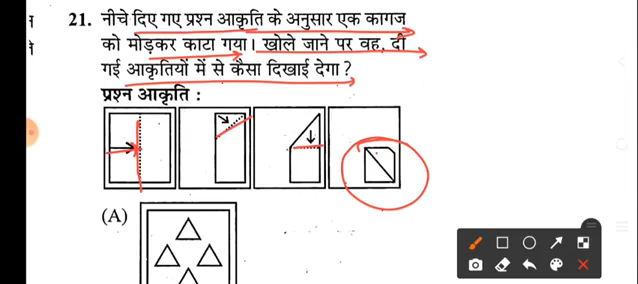 न
21. नीचे दिए गए प्रश्न आकृति के अनुसार एक कागज
ने
को मोड़कर काटा गया। खोले जाने पर वह, दी
गई आकृतियों में से कैसा दिखाई देगा ?
प्रश्न आकृति :
(A)